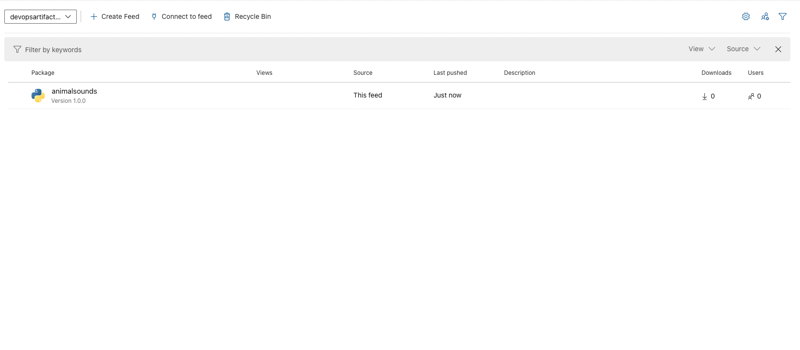 devopsartifact... Create Feed Connect to feed Recycle Bin
Filter by keywords View Source
Package Views Source Last pushed Description Downloads Users
animalsounds This feed Just now 0 0
Version 1.0.0